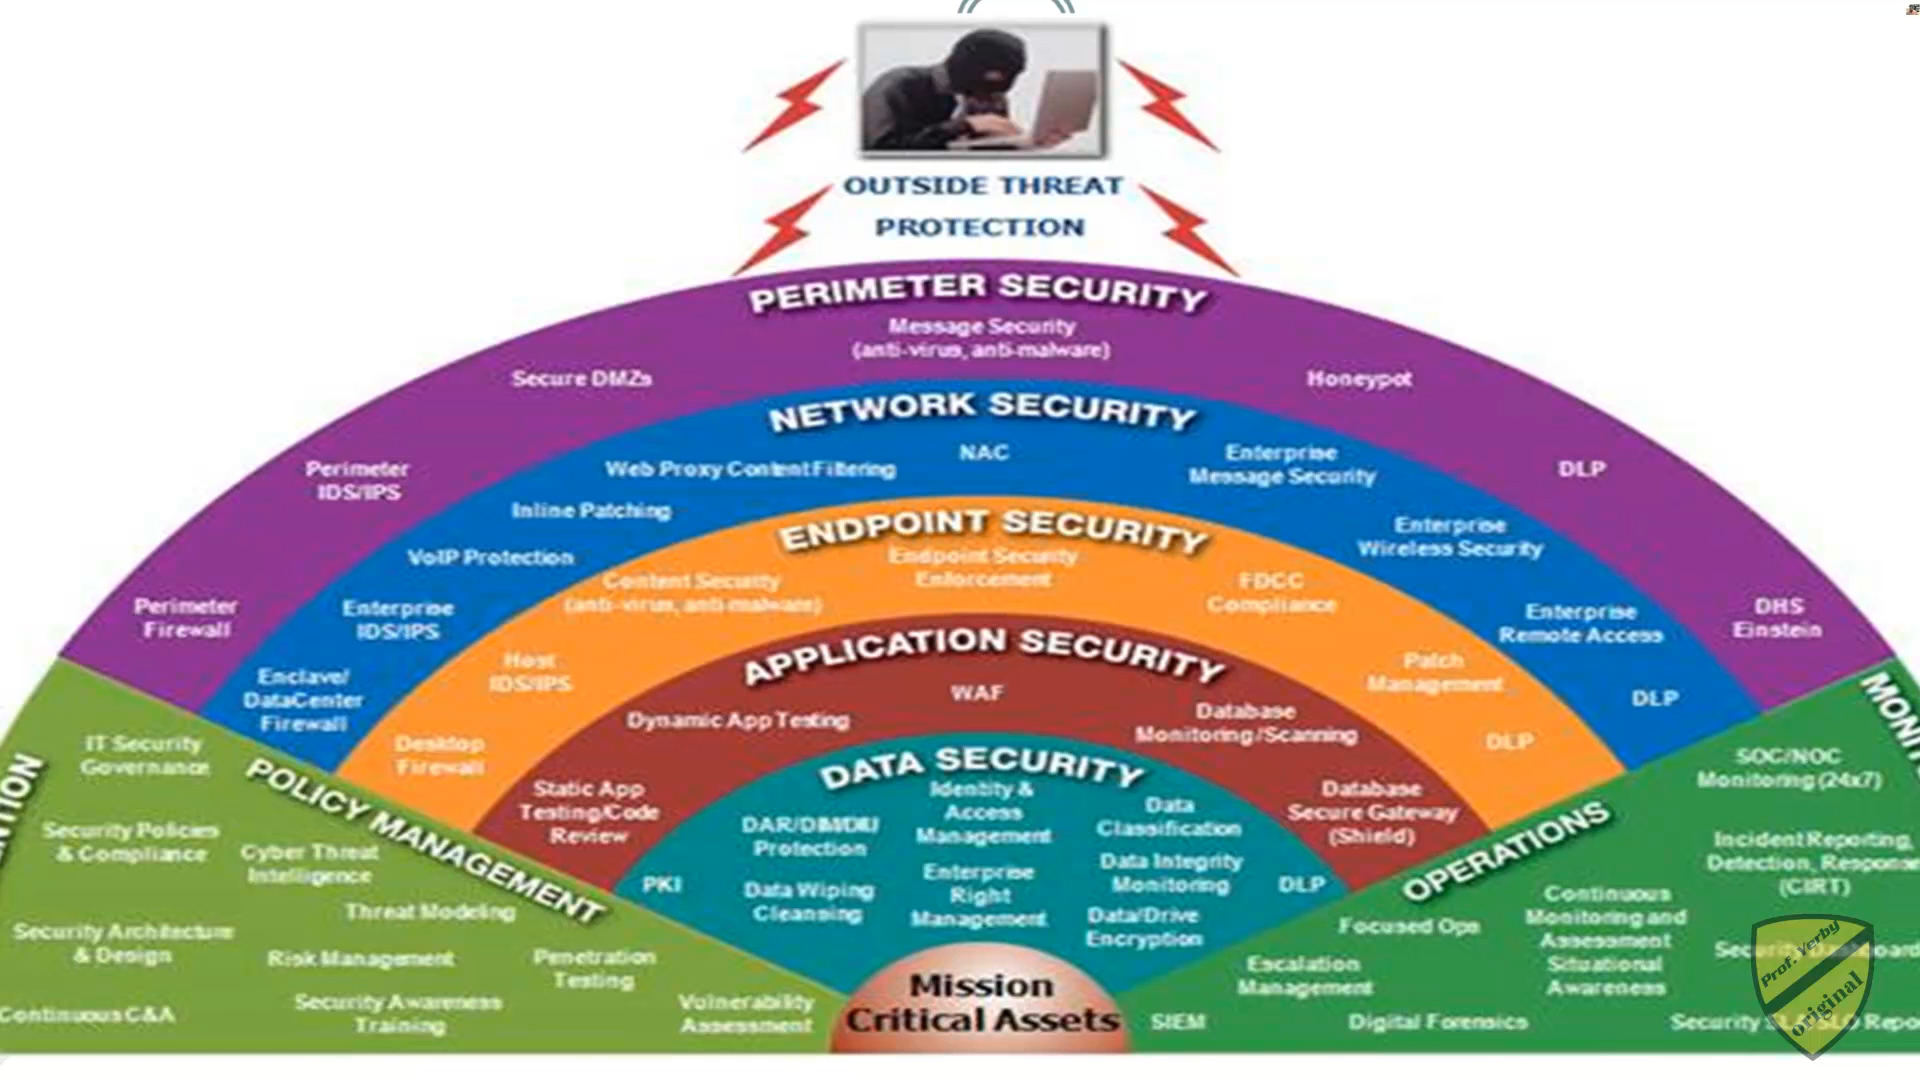 OUTSIDE THREAT
PROTECTION
PERIMETER SECURITY
Message Security
(anti-virus, anti-malware)
Secure DMZs
Honeypot
Perimeter
IDS/IPS
DLP
Perimeter
Firewall
DHS
Einstein
NETWORK SECURITY
NAC
Web Proxy Content Filtering
Enterprise
Message Security
Inline Patching
Enterprise
Wireless Security
VoIP Protection
Enterprise
IDS/IPS
Enterprise
Remote Access
Enclave/
DataCenter
Firewall
DLP
ENDPOINT SECURITY
Endpoint Security
Enforcement
Content Security
(anti-virus, anti-malware)
FDCC
Compliance
Host
IDS/IPS
Patch
Management
Desktop
Firewall
DLP
APPLICATION SECURITY
WAF
Dynamic App Testing
Database
Monitoring/Scanning
Static App
Testing/Code
Review
Database
Secure Gateway
(Shield)
DATA SECURITY
Identity &
Access
Management
DAR/DIM/DIU
Protection
Data
Classification
PKI
Data Wiping
Cleansing
Enterprise
Right
Management
Data Integrity
Monitoring
DLP
Data/Drive
Encryption
Mission
Critical Assets
POLICY MANAGEMENT
IT Security
Governance
Security Policies
& Compliance
Cyber Threat
Intelligence
Threat Modeling
Security Architecture
& Design
Risk Management
Penetration
Testing
Continuous C&A
Security Awareness
Training
Vulnerability
Assessment
OPERATIONS
SOC/NOC
Monitoring (24x7)
Incident Reporting,
Detection, Response
(CIRT)
Continuous
Monitoring and
Assessment
Situational
Awareness
Focused Ops
Escalation
Management
SIEM
Digital Forensics
Security
Prof. Yerby
original